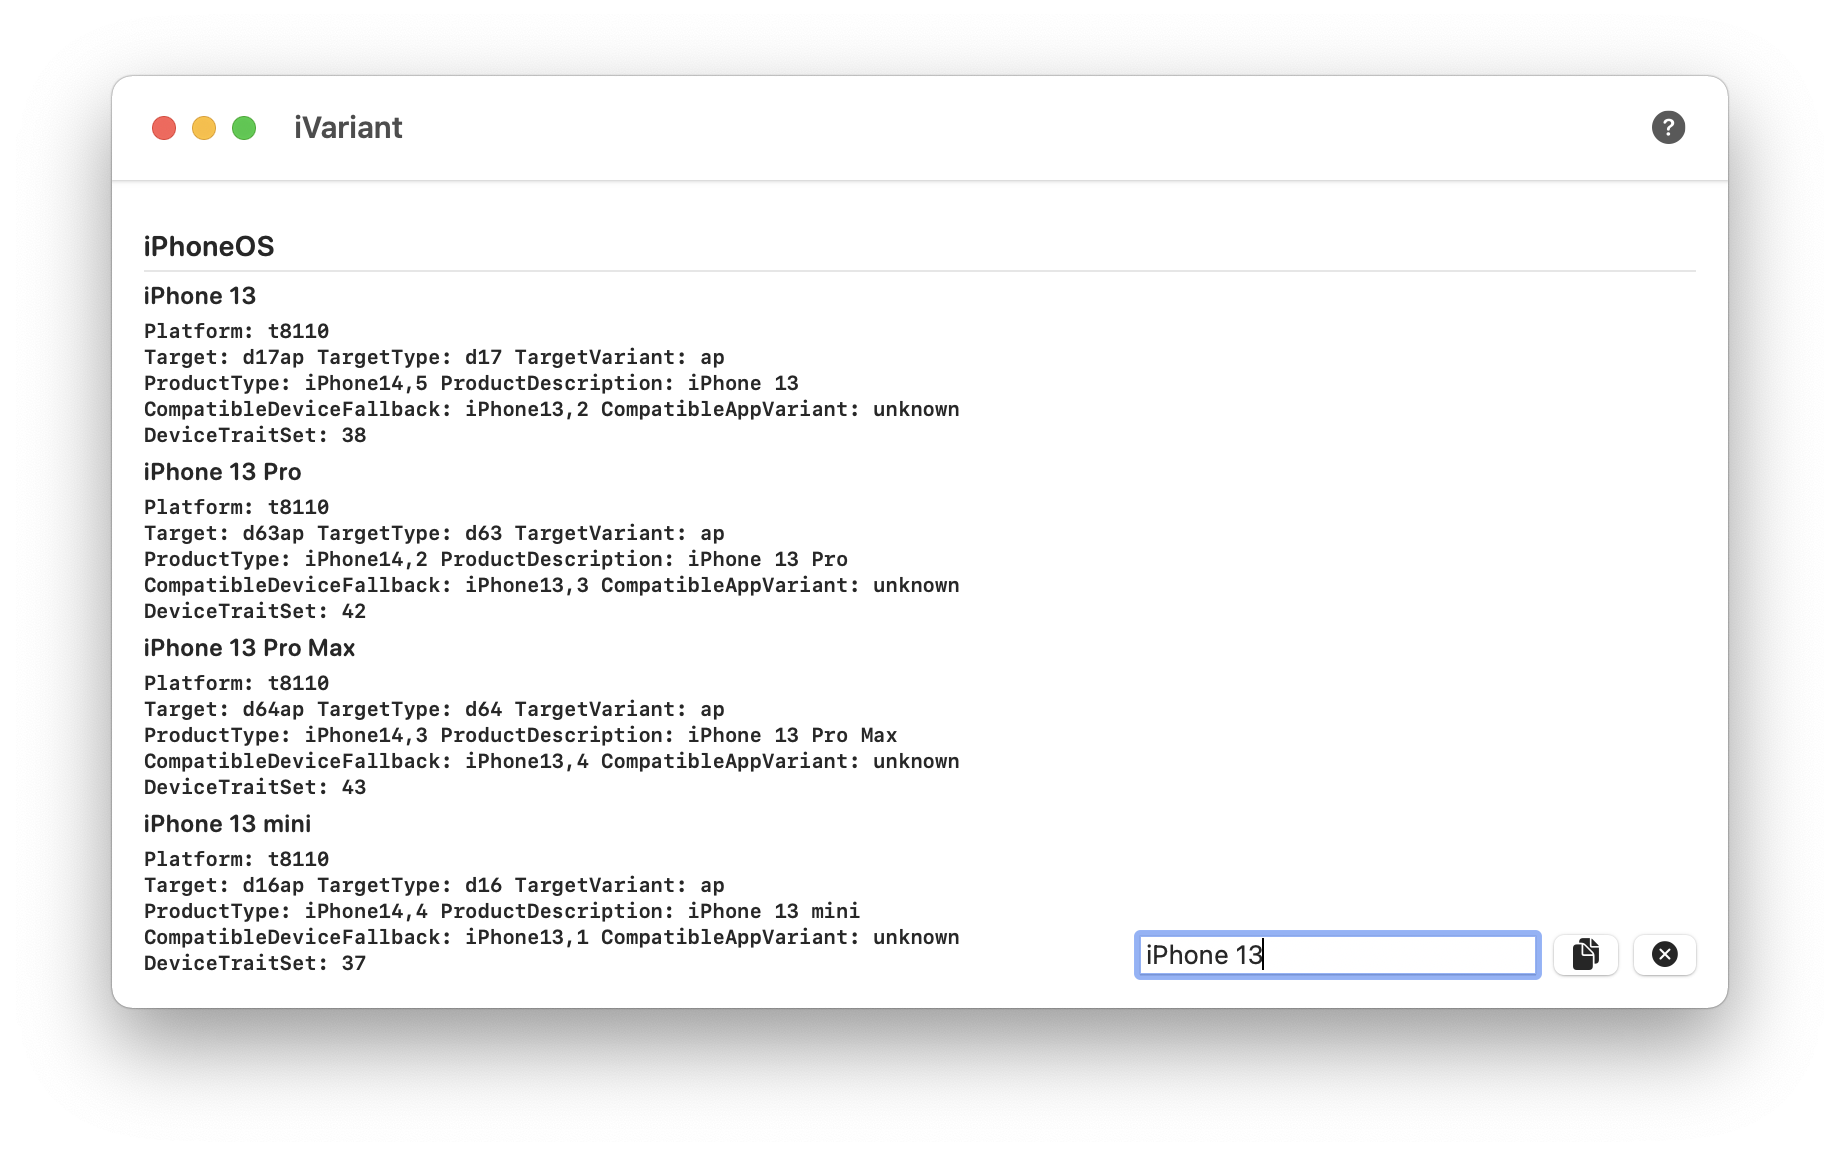 iVariant
?
iPhoneOS
iPhone 13
Platform: t8110
Target: d17ap TargetType: d17 TargetVariant: ap
ProductType: iPhone14,5 ProductDescription: iPhone 13
CompatibleDeviceFallback: iPhone13,2 CompatibleAppVariant: unknown
DeviceTraitSet: 38
iPhone 13 Pro
Platform: t8110
Target: d63ap TargetType: d63 TargetVariant: ap
ProductType: iPhone14,2 ProductDescription: iPhone 13 Pro
CompatibleDeviceFallback: iPhone13,3 CompatibleAppVariant: unknown
DeviceTraitSet: 42
iPhone 13 Pro Max
Platform: t8110
Target: d64ap TargetType: d64 TargetVariant: ap
ProductType: iPhone14,3 ProductDescription: iPhone 13 Pro Max
CompatibleDeviceFallback: iPhone13,4 CompatibleAppVariant: unknown
DeviceTraitSet: 43
iPhone 13 mini
Platform: t8110
Target: d16ap TargetType: d16 TargetVariant: ap
ProductType: iPhone14,4 ProductDescription: iPhone 13 mini
CompatibleDeviceFallback: iPhone13,1 CompatibleAppVariant: unknown
DeviceTraitSet: 37
iPhone 13